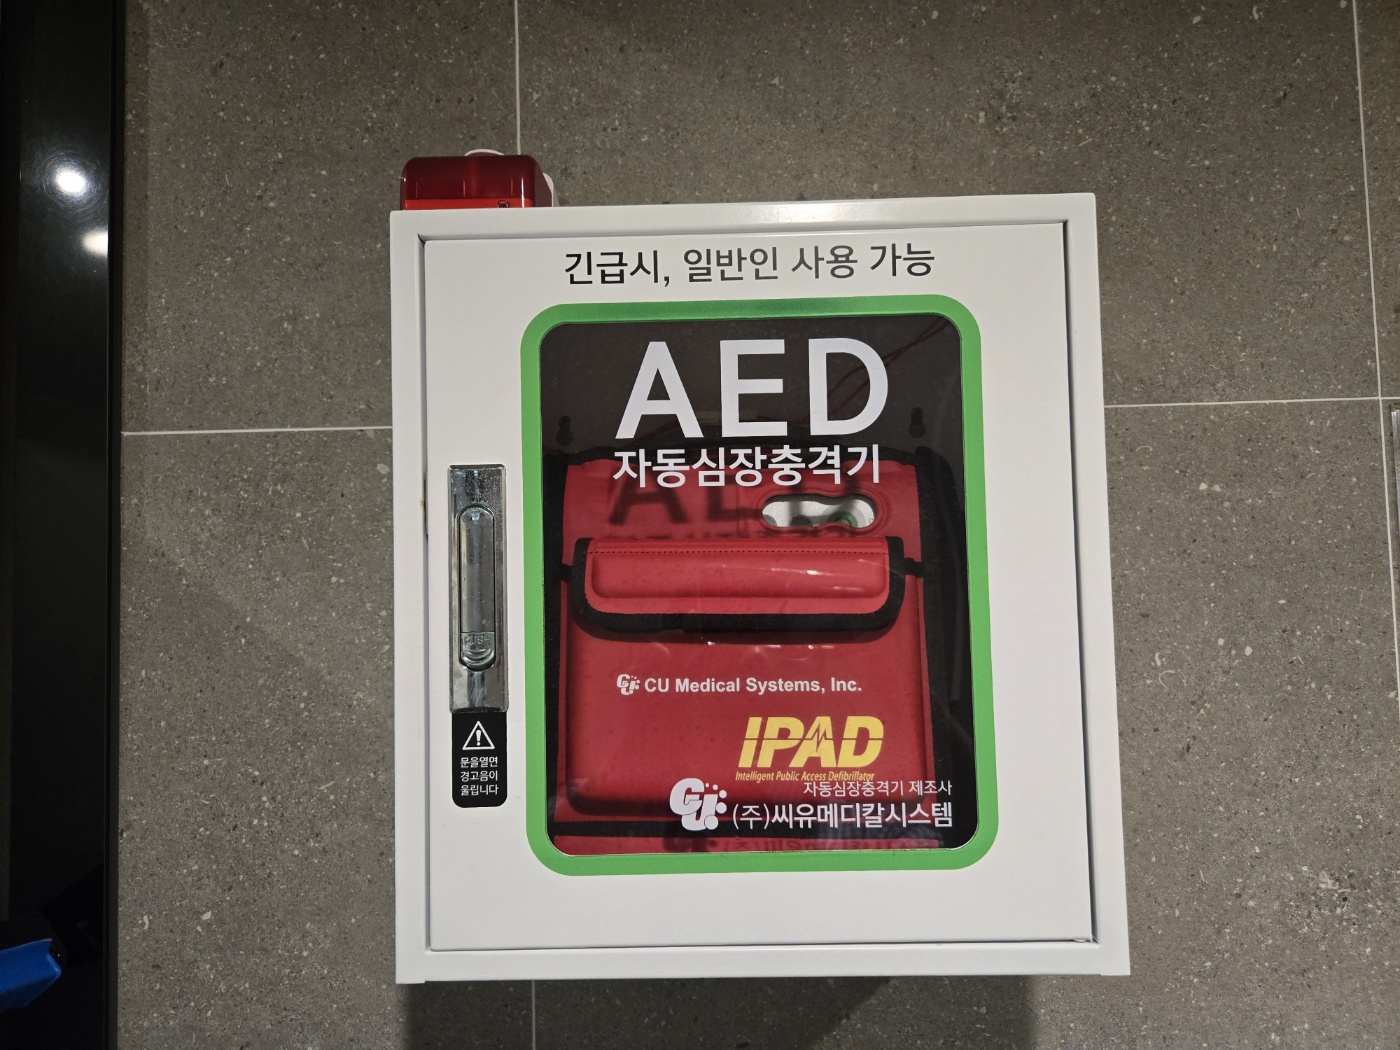 긴급시, 일반인 사용 가능
AED
자동심장충격기
PUSH
CU Medical Systems, Inc.
IPAD
Intelligent Public Access Defibrillator
자동심장충격기 제조사
CU (주)씨유메디칼시스템
문을열면
경고음이
울립니다